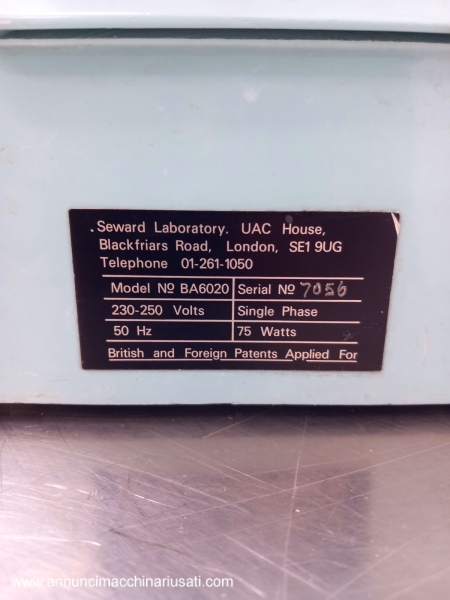 Seward Laboratory. UAC House,
Blackfriars Road, London, SE1 9UG
Telephone 01-261-1050
Model Nº BA6020 Serial Nº 7056
230-250 Volts Single Phase
50 Hz 75 Watts
British and Foreign Patents Applied For
www.annuncimacchinariusati.com